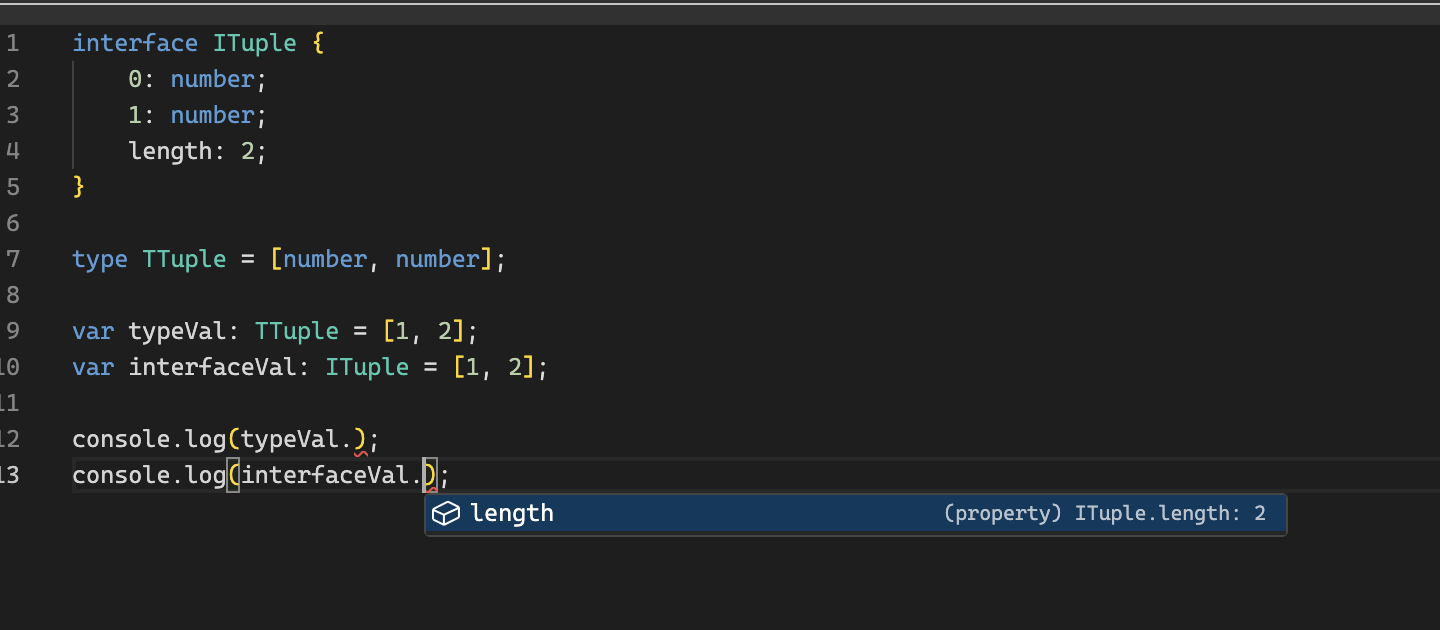 1 interface ITuple {
2     0: number;
3     1: number;
4     length: 2;
5 }
6
7 type TTuple = [number, number];
8
9 var typeVal: TTuple = [1, 2];
10 var interfaceVal: ITuple = [1, 2];
11
12 console.log(typeVal.);
13 console.log(interfaceVal.);
length (property) ITuple.length: 2